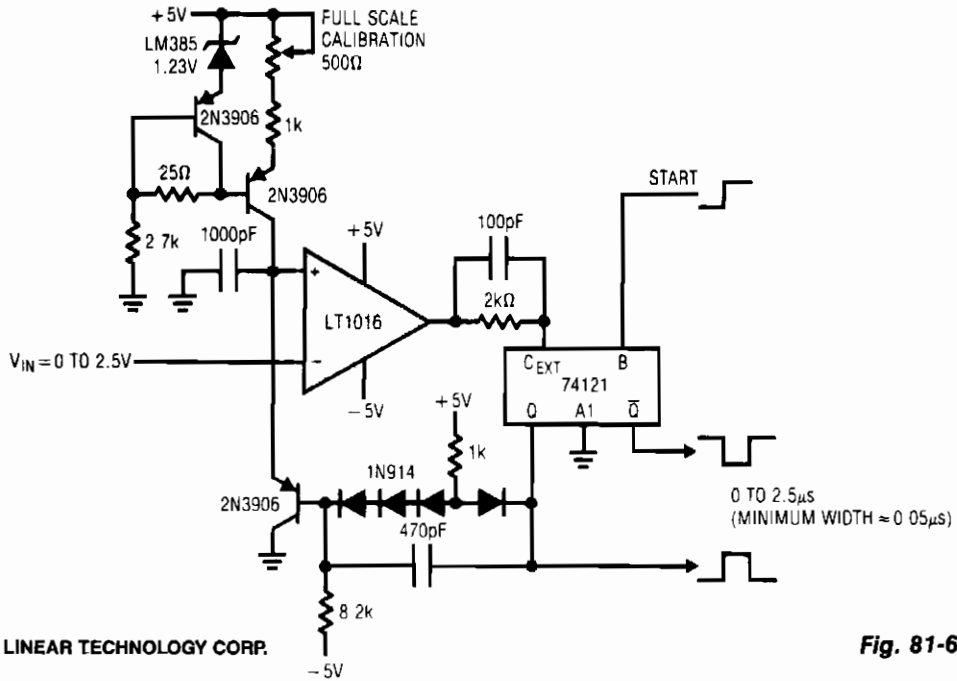 +5V
LM385
1.23V
FULL SCALE
CALIBRATION
500Ω
2N3906
1k
25Ω
2N3906
2 7k
1000pF
+5V
START
100pF
2kΩ
+
LT1016
−
VIN = 0 TO 2.5V
−5V
CEXT B
74121
Q A1 Q̅
+5V
1k
1N914
2N3906
470pF
0 TO 2.5µs
(MINIMUM WIDTH ≈ 0 05µs)
8 2k
−5V
LINEAR TECHNOLOGY CORP.
Fig. 81-6